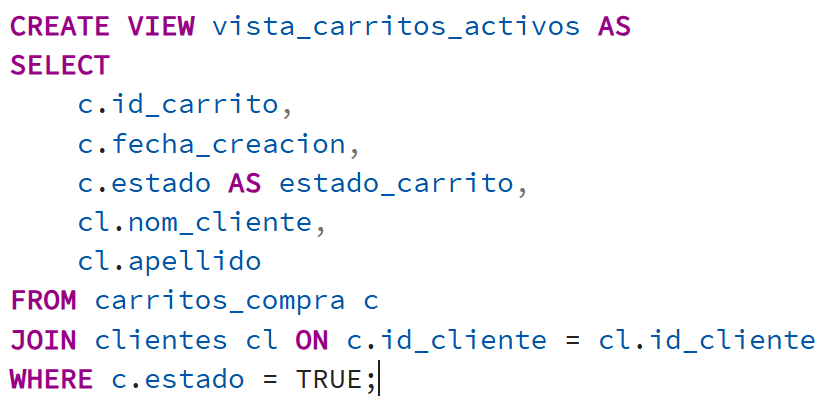 CREATE VIEW vista_carritos_activos AS
SELECT
    c.id_carrito,
    c.fecha_creacion,
    c.estado AS estado_carrito,
    cl.nom_cliente,
    cl.apellido
FROM carritos_compra c
JOIN clientes cl ON c.id_cliente = cl.id_cliente
WHERE c.estado = TRUE;